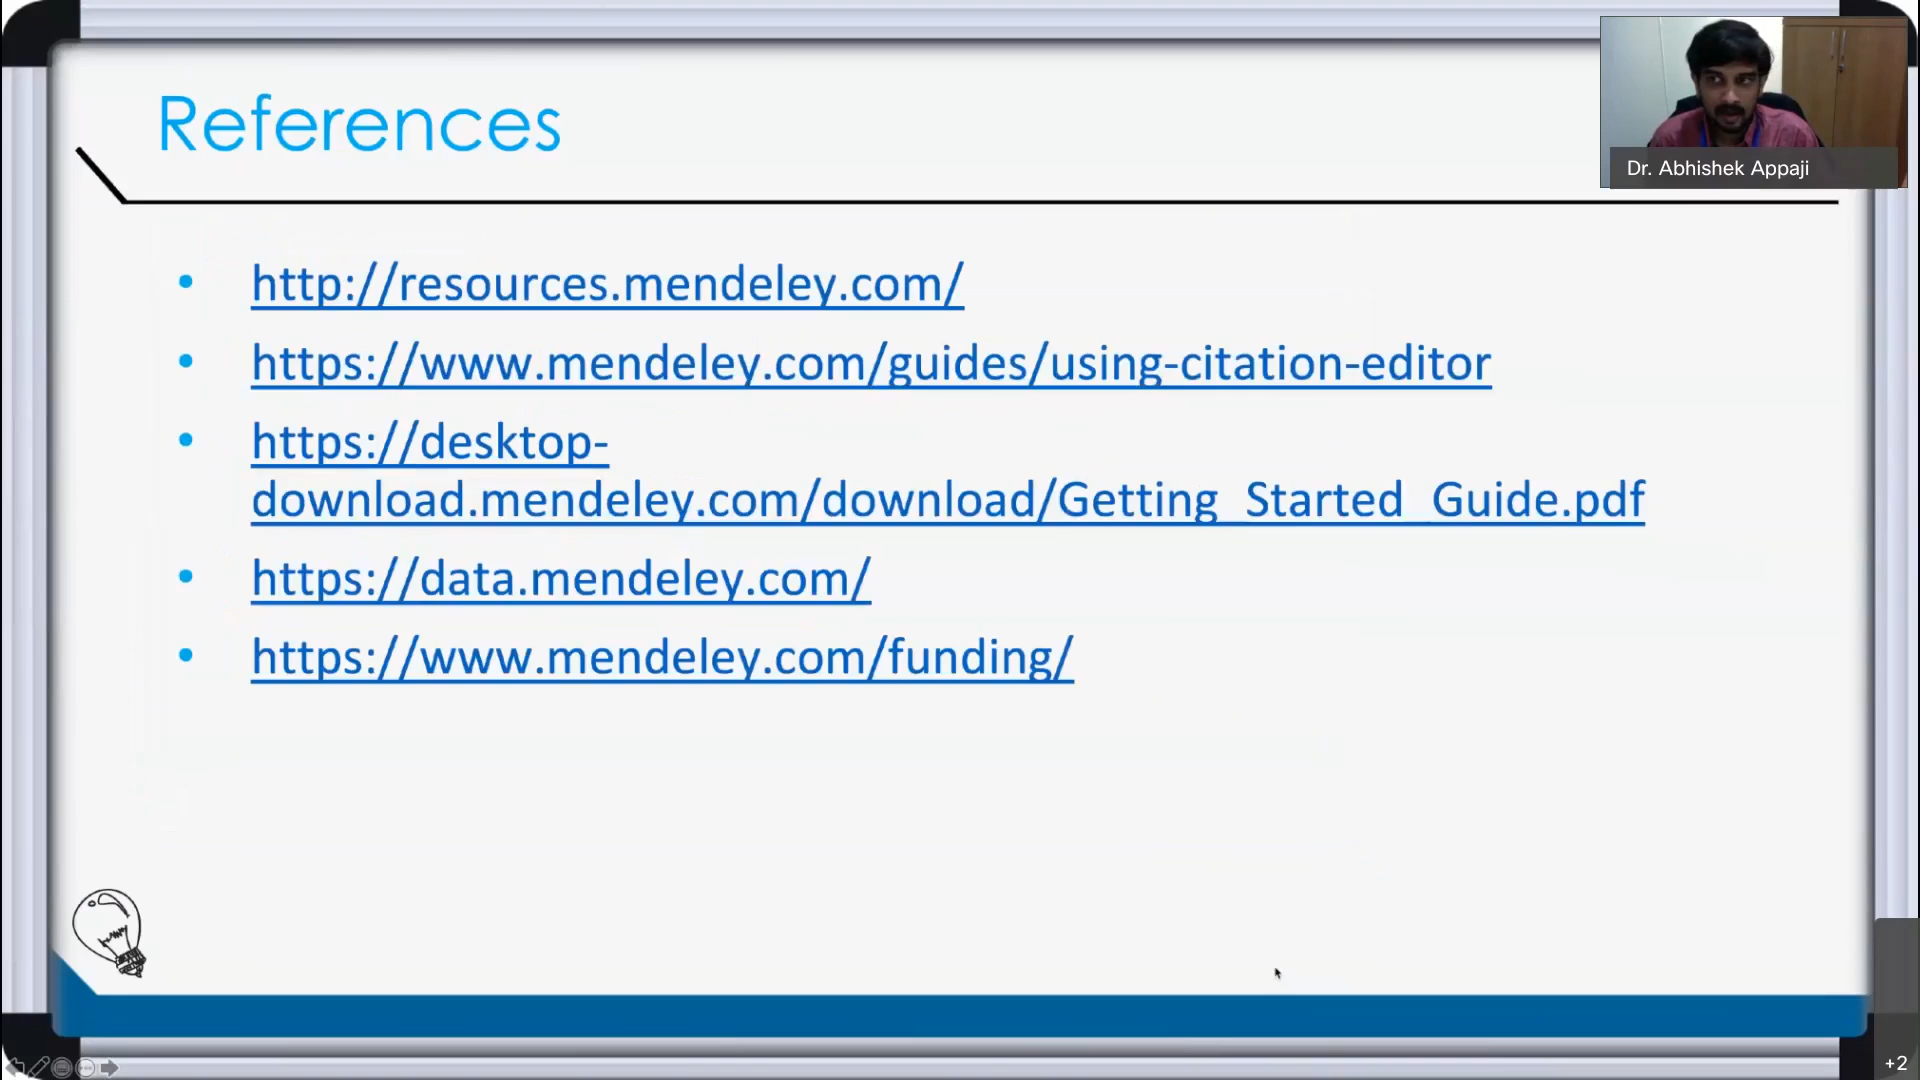 References
Dr. Abhishek Appaji
http://resources.mendeley.com/
https://www.mendeley.com/guides/using-citation-editor
https://desktop-
download.mendeley.com/download/Getting_Started_Guide.pdf
https://data.mendeley.com/
https://www.mendeley.com/funding/
+2